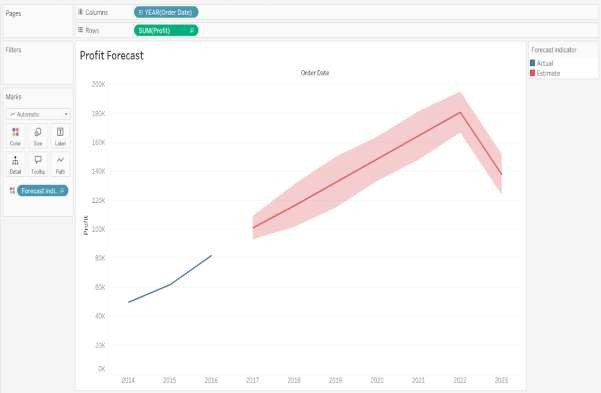 Pages
Columns
YEAR(Order Date)
Rows
SUM(Profit)
Filters
Marks
Automatic
Color
Size
Label
Detail
Tooltip
Path
Forecast indi..
Profit Forecast
Order Date
Profit
200K
180K
160K
140K
120K
100K
80K
60K
40K
20K
0K
2014 2015 2016 2017 2018 2019 2020 2021 2022 2023
Forecast indicator
Actual
Estimate